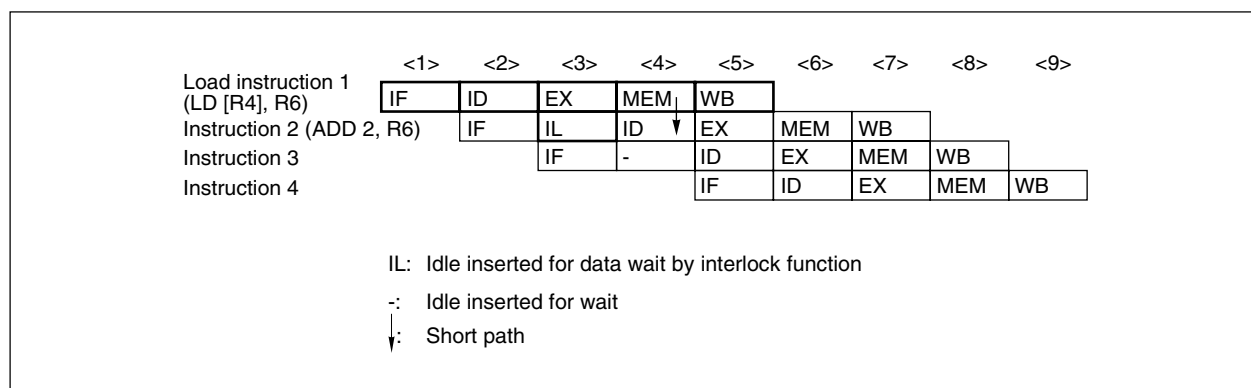 <1> <2> <3> <4> <5> <6> <7> <8> <9>
Load instruction 1
(LD [R4], R6) IF ID EX MEM WB
Instruction 2 (ADD 2, R6) IF IL ID EX MEM WB
Instruction 3 IF - ID EX MEM WB
Instruction 4 IF ID EX MEM WB
IL: Idle inserted for data wait by interlock function
-: Idle inserted for wait
: Short path